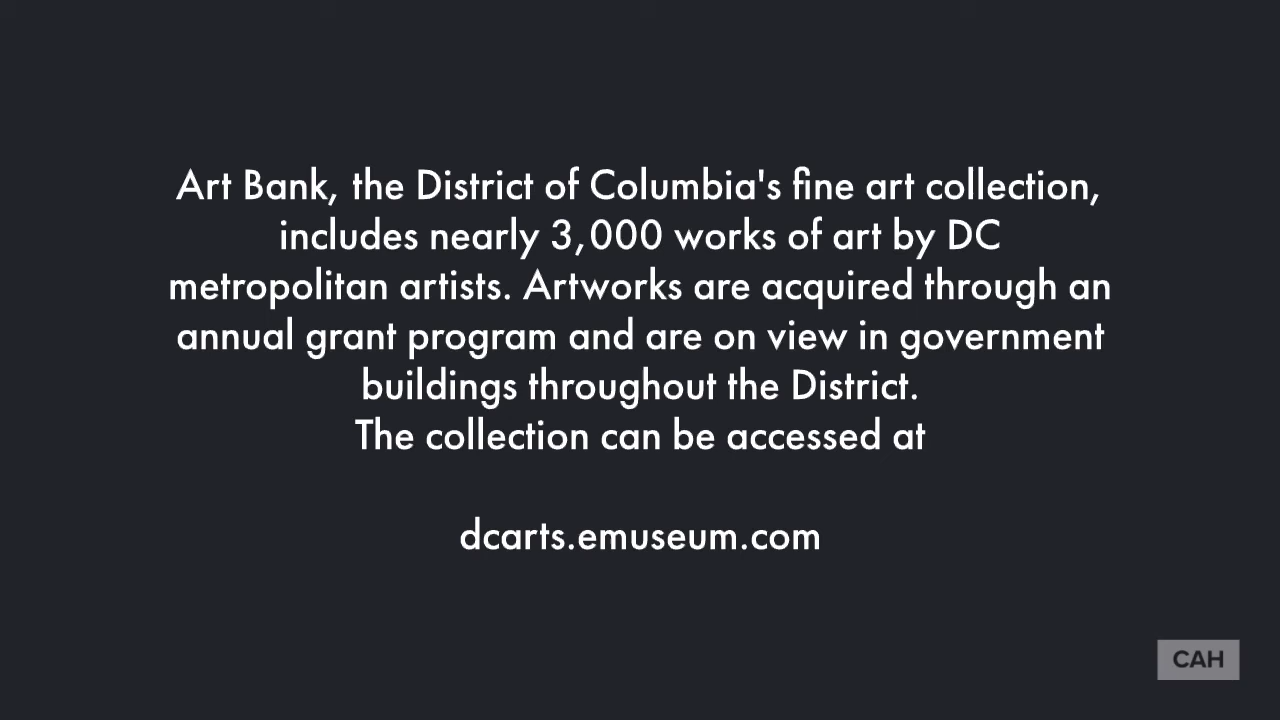 Art Bank, the District of Columbia's fine art collection,
includes nearly 3,000 works of art by DC
metropolitan artists. Artworks are acquired through an
annual grant program and are on view in government
buildings throughout the District.
The collection can be accessed at
dcarts.emuseum.com
CAH